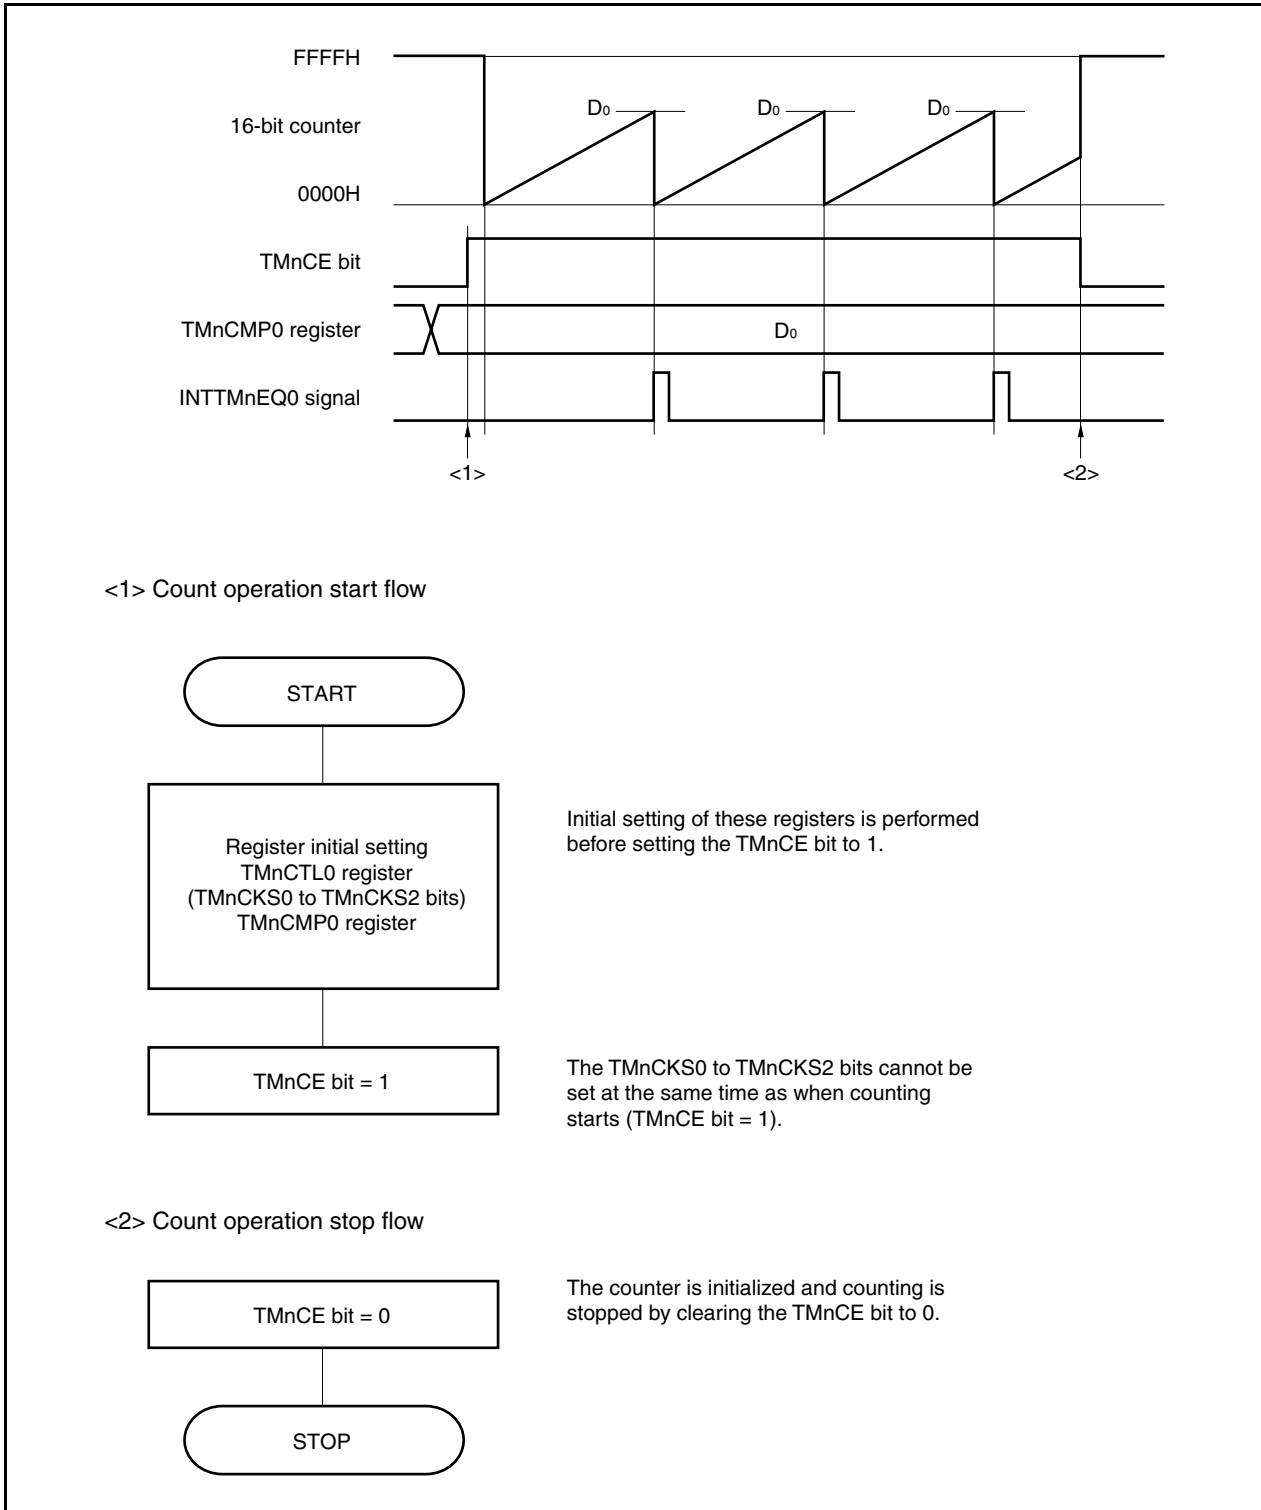 FFFFH
D0 D0 D0
16-bit counter
0000H
TMnCE bit
TMnCMP0 register D0
INTTMnEQ0 signal
<1> <2>
<1> Count operation start flow
START
Register initial setting
TMnCTL0 register
(TMnCKS0 to TMnCKS2 bits)
TMnCMP0 register
Initial setting of these registers is performed
before setting the TMnCE bit to 1.
TMnCE bit = 1
The TMnCKS0 to TMnCKS2 bits cannot be
set at the same time as when counting
starts (TMnCE bit = 1).
<2> Count operation stop flow
TMnCE bit = 0
The counter is initialized and counting is
stopped by clearing the TMnCE bit to 0.
STOP